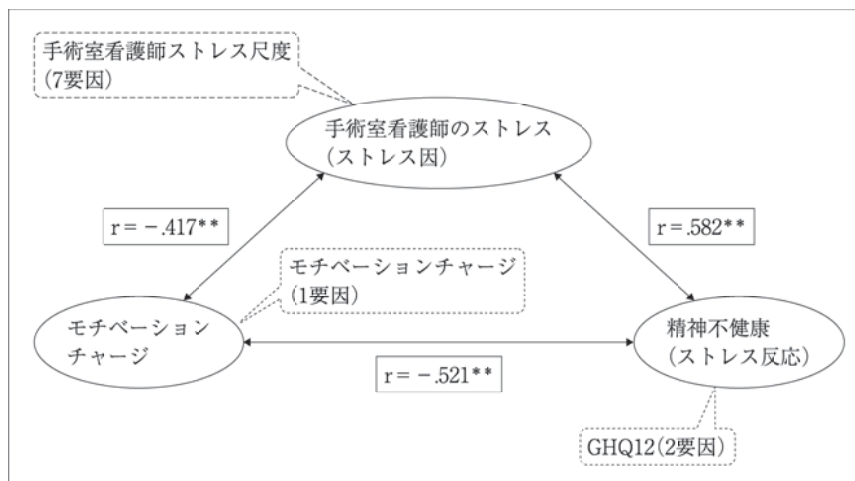 手術室看護師ストレス尺度
(7要因)
手術室看護師のストレス
(ストレス因)
r=-.417**
r=.582**
モチベーションチャージ
(1要因)
モチベーション
チャージ
精神不健康
(ストレス反応)
r=-.521**
GHQ12(2要因)